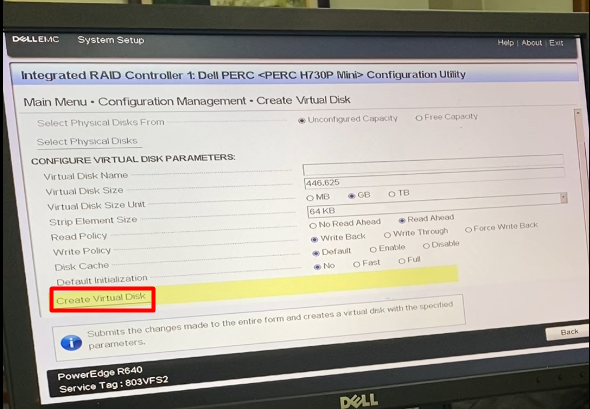 DELLEMC System Setup Help | About | Exit
Integrated RAID Controller 1: Dell PERC <PERC H730P Mini> Configuration Utility
Main Menu • Configuration Management • Create Virtual Disk
Select Physical Disks From Unconfigured Capacity Free Capacity
Select Physical Disks
CONFIGURE VIRTUAL DISK PARAMETERS:
Virtual Disk Name
Virtual Disk Size 446.625
Virtual Disk Size Unit MB GB TB
Strip Element Size 64 KB
Read Policy No Read Ahead Read Ahead
Write Policy Write Back Write Through Force Write Back
Disk Cache Default Enable Disable
Default Initialization No Fast Full
Create Virtual Disk
Submits the changes made to the entire form and creates a virtual disk with the specified
parameters.
Back
PowerEdge R640
Service Tag : 803VFS2
DELL